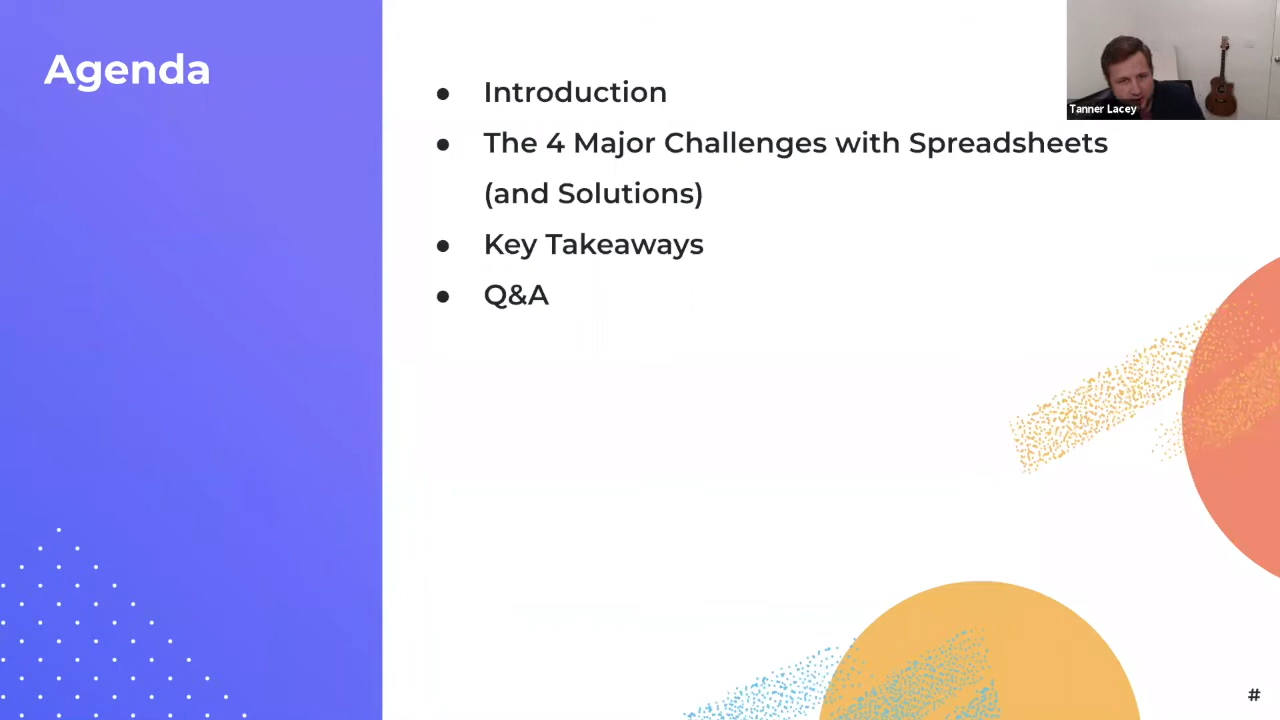 Agenda
● Introduction
● The 4 Major Challenges with Spreadsheets
(and Solutions)
● Key Takeaways
● Q&A
Tanner Lacey
#